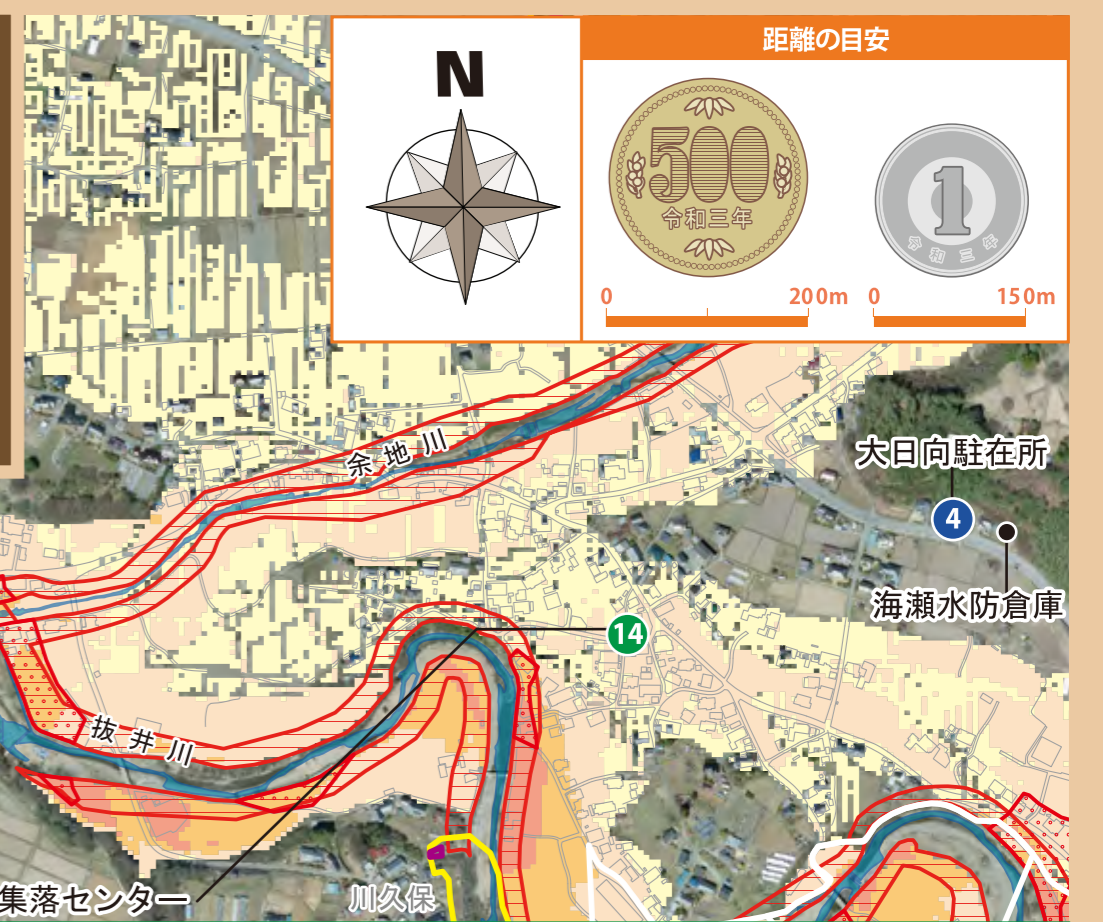 N
距離の目安
500
令和三年
1
令和三年
0 200m
0 150m
余地川
大日向駐在所
4
海瀬水防倉庫
14
抜井川
集落センター
川久保